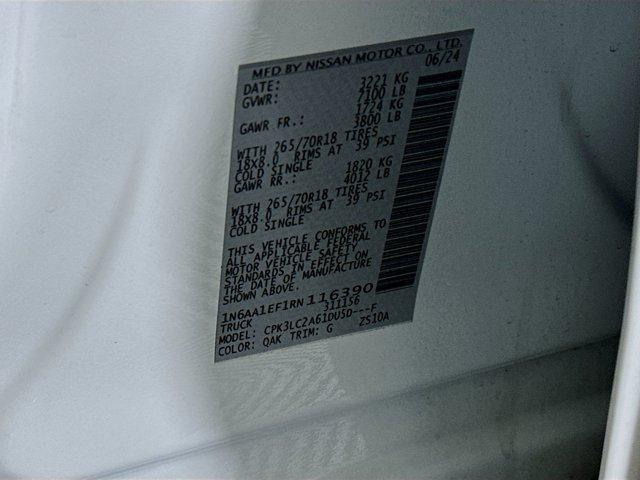 MFD BY NISSAN MOTOR CO., LTD.
DATE: 06/24
GVWR: 3221 KG
7100 LB
GAWR FR.: 1724 KG
3800 LB
WITH 265/70R18 TIRES
18X8.0 RIMS AT 39 PSI
COLD SINGLE
GAWR RR.: 1820 KG
4012 LB
WITH 265/70R18 TIRES
18X8.0 RIMS AT 39 PSI
COLD SINGLE
THIS VEHICLE CONFORMS TO
ALL APPLICABLE FEDERAL
MOTOR VEHICLE SAFETY
STANDARDS IN EFFECT ON
THE DATE OF MANUFACTURE
SHOWN ABOVE.
1N6AA1EF1RN116390
TRUCK 311156
MODEL: CPK3LC2A61DU5D---F
COLOR: QAK TRIM: G ZS10A